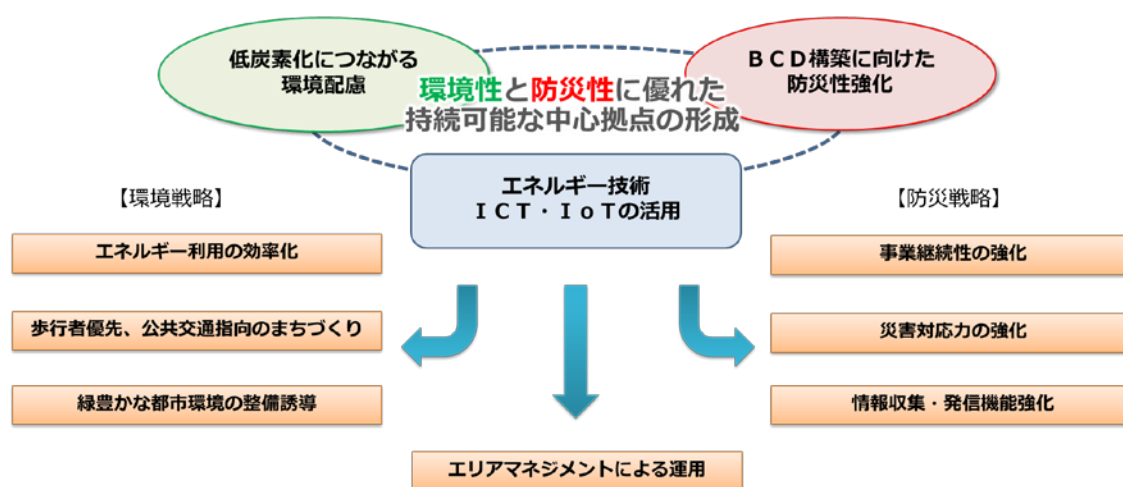 低炭素化につながる
環境配慮
ＢＣＤ構築に向けた
防災性強化
環境性と防災性に優れた
持続可能な中心拠点の形成
エネルギー技術
ＩＣＴ・ＩｏＴの活用
【環境戦略】
エネルギー利用の効率化
歩行者優先、公共交通指向のまちづくり
緑豊かな都市環境の整備誘導
【防災戦略】
事業継続性の強化
災害対応力の強化
情報収集・発信機能強化
エリアマネジメントによる運用